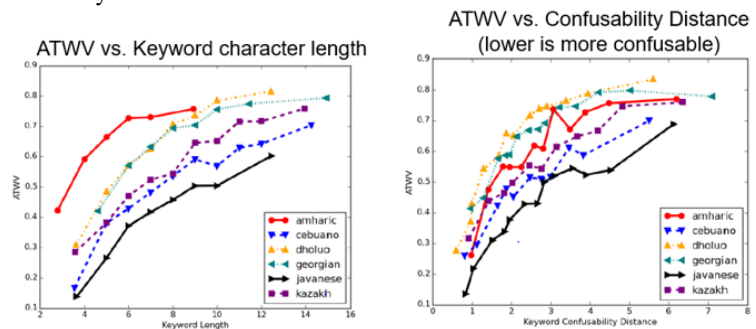 ATWV vs. Keyword character length
0.9
0.8
0.7
0.6
0.5
0.4
0.3
0.2
0.1
ATWV
2 4 6 8 10 12 14 16
Keyword Length
amharic
cebuano
dholuo
georgian
javanese
kazakh
ATWV vs. Confusability Distance
(lower is more confusable)
0.9
0.8
0.7
0.6
0.5
0.4
0.3
0.2
0.1
ATWV
0 1 2 3 4 5 6 7 8
Keyword Confusability Distance
amharic
cebuano
dholuo
georgian
javanese
kazakh